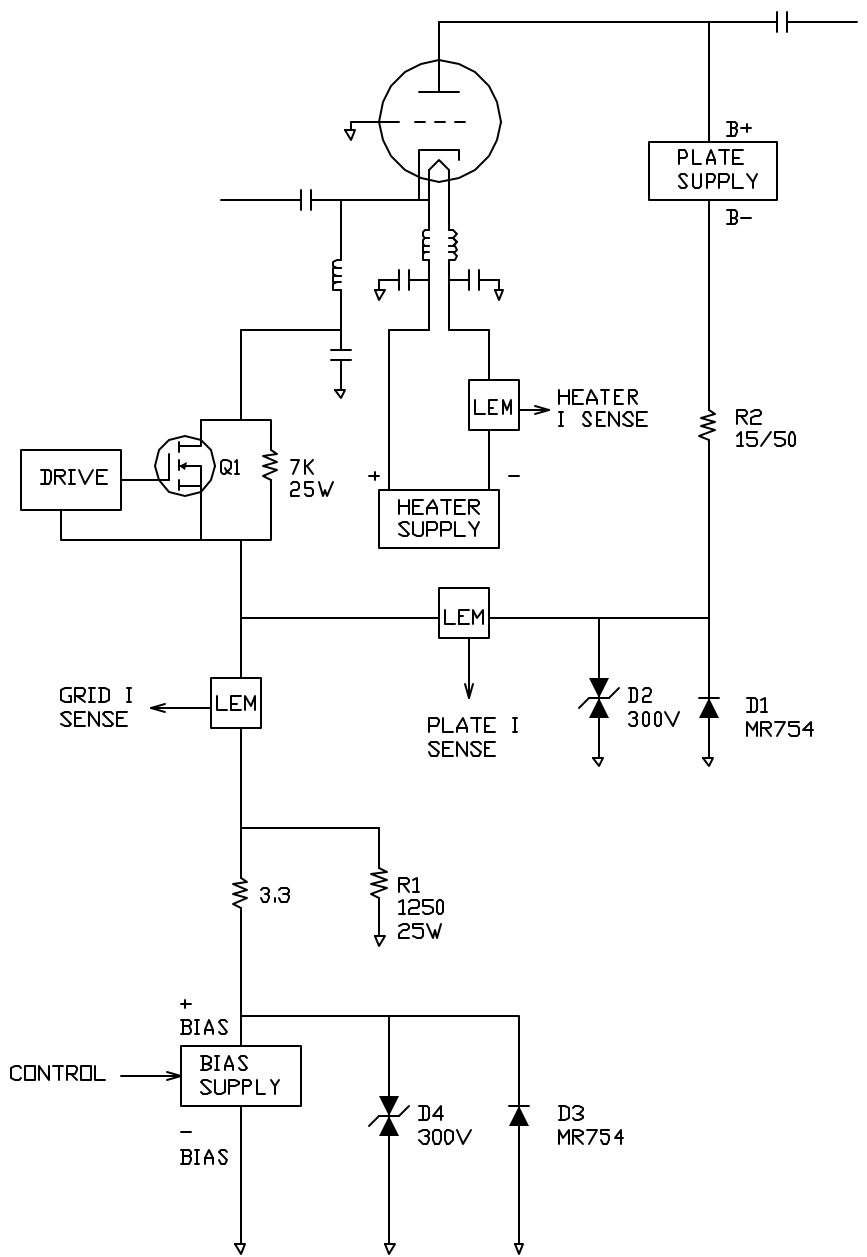 B+
PLATE
SUPPLY
B-
HEATER
I SENSE
LEM
R2
15/50
DRIVE
Q1
7K
25W
+
-
HEATER
SUPPLY
LEM
GRID I
SENSE
LEM
PLATE I
SENSE
D2
300V
D1
MR754
3.3
R1
1250
25W
+
BIAS
CONTROL
BIAS
SUPPLY
-
BIAS
D4
300V
D3
MR754